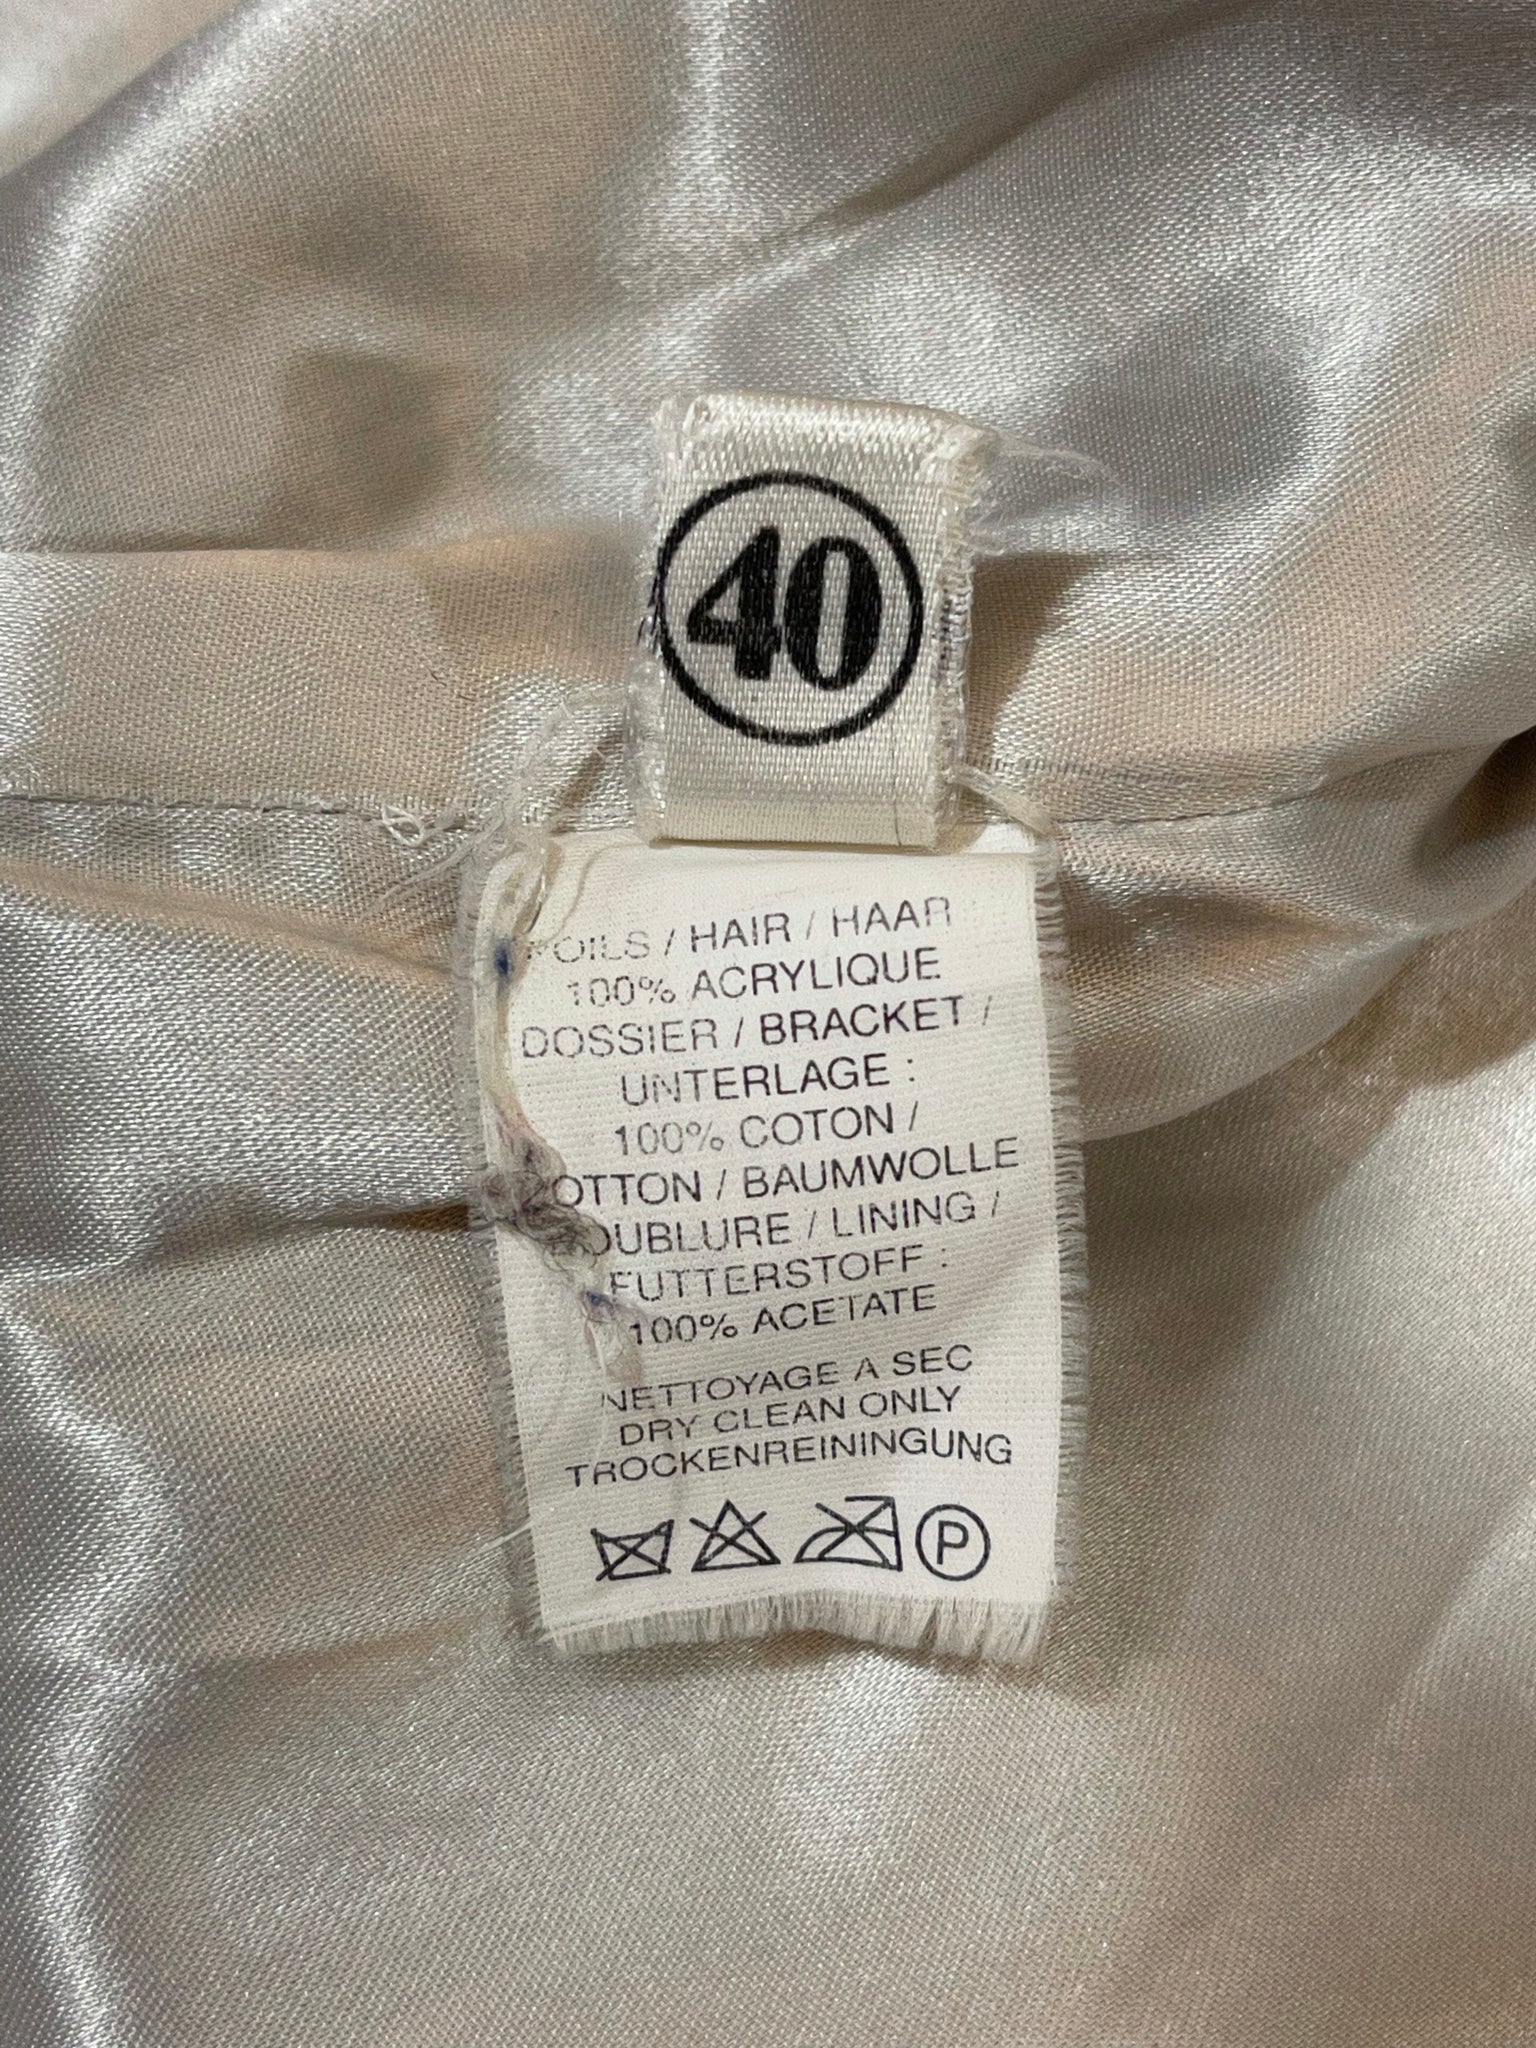 40
POILS / HAIR / HAAR
100% ACRYLIQUE
DOSSIER / BRACKET /
UNTERLAGE :
100% COTON /
COTTON / BAUMWOLLE
DOUBLURE / LINING /
FUTTERSTOFF :
100% ACETATE
NETTOYAGE A SEC
DRY CLEAN ONLY
TROCKENREININGUNG
P